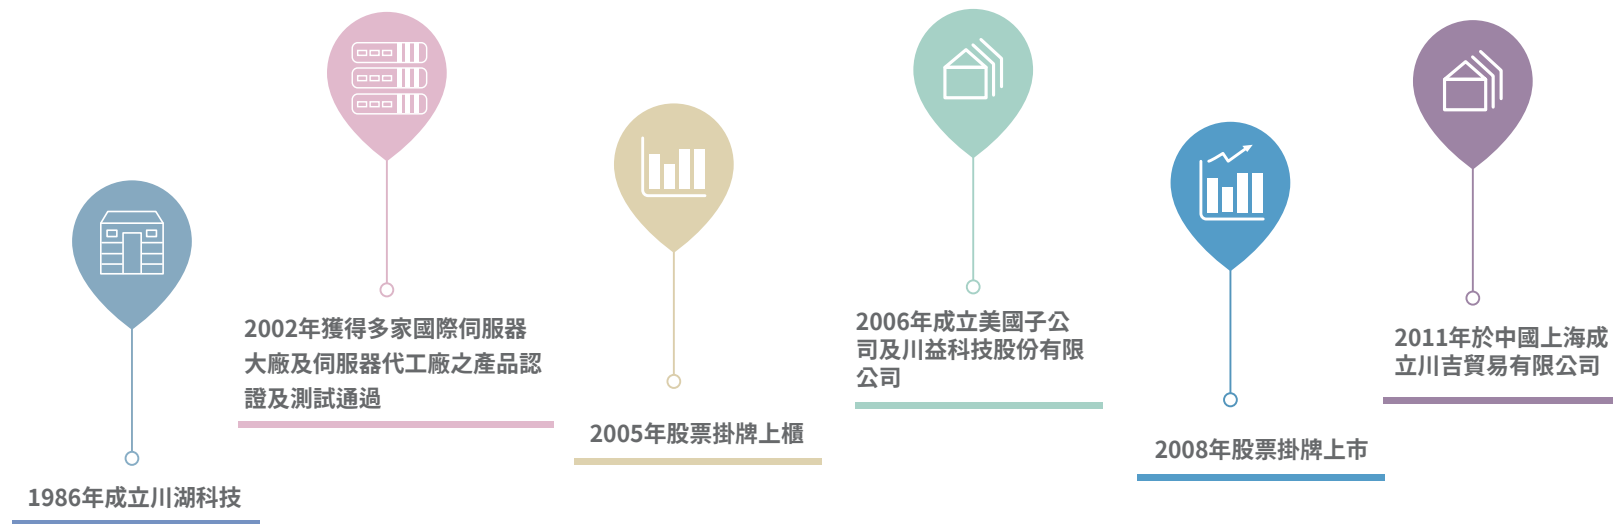 1986年成立川湖科技
2002年獲得多家國際伺服器
大廠及伺服器代工廠之產品認
證及測試通過
2005年股票掛牌上櫃
2006年成立美國子公
司及川益科技股份有限
公司
2008年股票掛牌上市
2011年於中國上海成
立川吉貿易有限公司